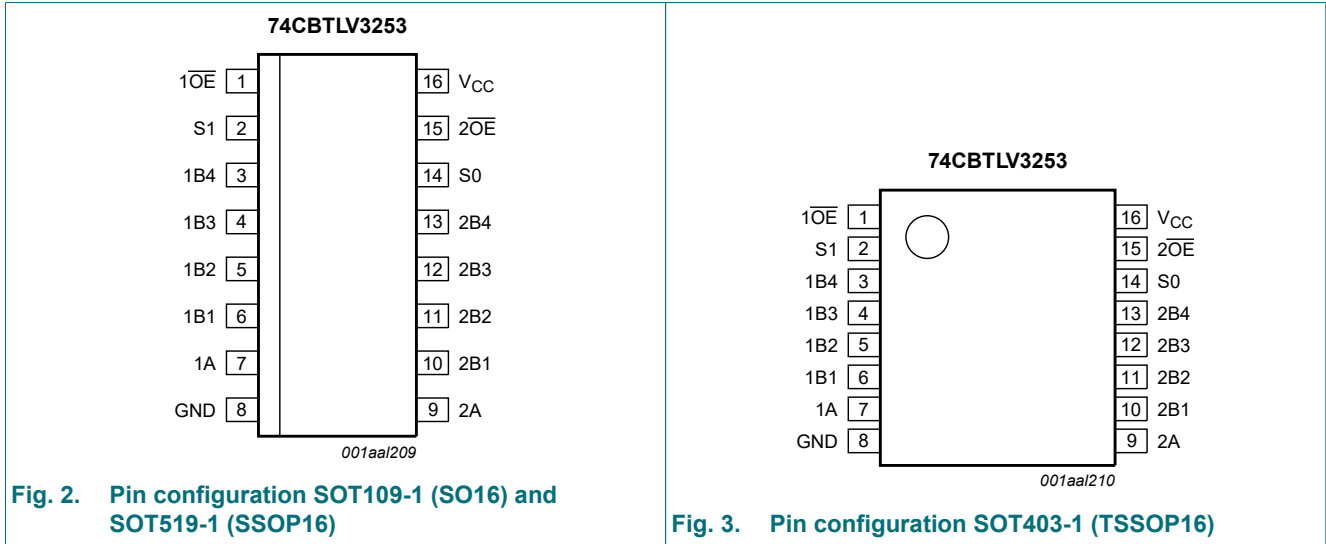 74CBTLV3253
1O̅E̅ 1 16 VCC
S1 2 15 2O̅E̅
1B4 3 14 S0
1B3 4 13 2B4
1B2 5 12 2B3
1B1 6 11 2B2
1A 7 10 2B1
GND 8 9 2A
001aal209
Fig. 2. Pin configuration SOT109-1 (SO16) and
SOT519-1 (SSOP16)
74CBTLV3253
1O̅E̅ 1 16 VCC
S1 2 15 2O̅E̅
1B4 3 14 S0
1B3 4 13 2B4
1B2 5 12 2B3
1B1 6 11 2B2
1A 7 10 2B1
GND 8 9 2A
001aal210
Fig. 3. Pin configuration SOT403-1 (TSSOP16)